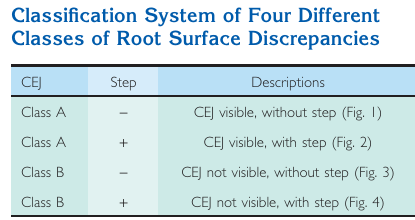 Classification System of Four Different
Classes of Root Surface Discrepancies
CEJ Step Descriptions
Class A – CEJ visible, without step (Fig. 1)
Class A + CEJ visible, with step (Fig. 2)
Class B – CEJ not visible, without step (Fig. 3)
Class B + CEJ not visible, with step (Fig. 4)